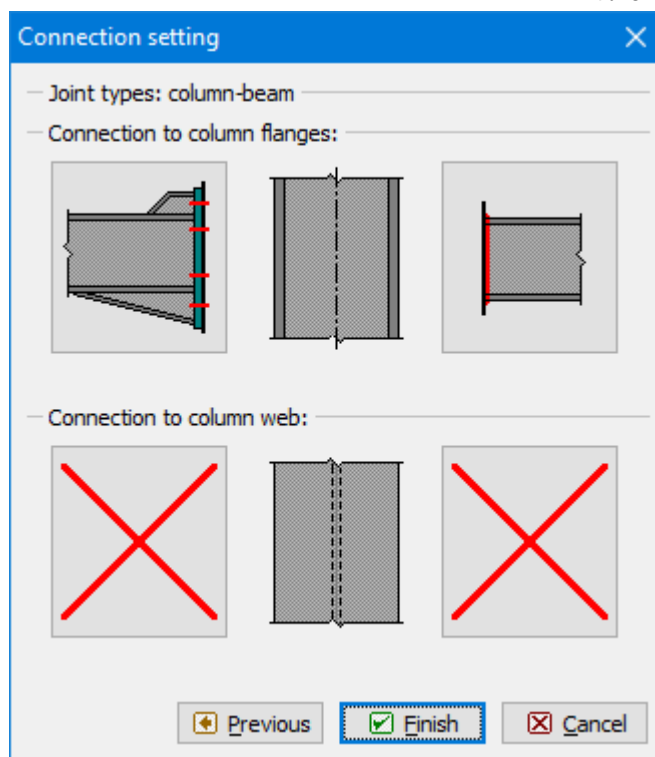 Connection setting
Joint types: column-beam
Connection to column flanges:
Connection to column web:
Previous
Finish
Cancel